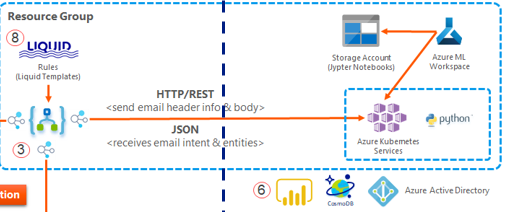 Resource Group
8
LIQUID
Rules
(Liquid Templates)
Storage Account
(Jypter Notebooks)
Azure ML
Workspace
HTTP/REST
<send email header info & body>
JSON
<receives email intent & entities>
3
Azure Kubernetes
Services
python
tion
6
CosmoDB
Azure Active Directory